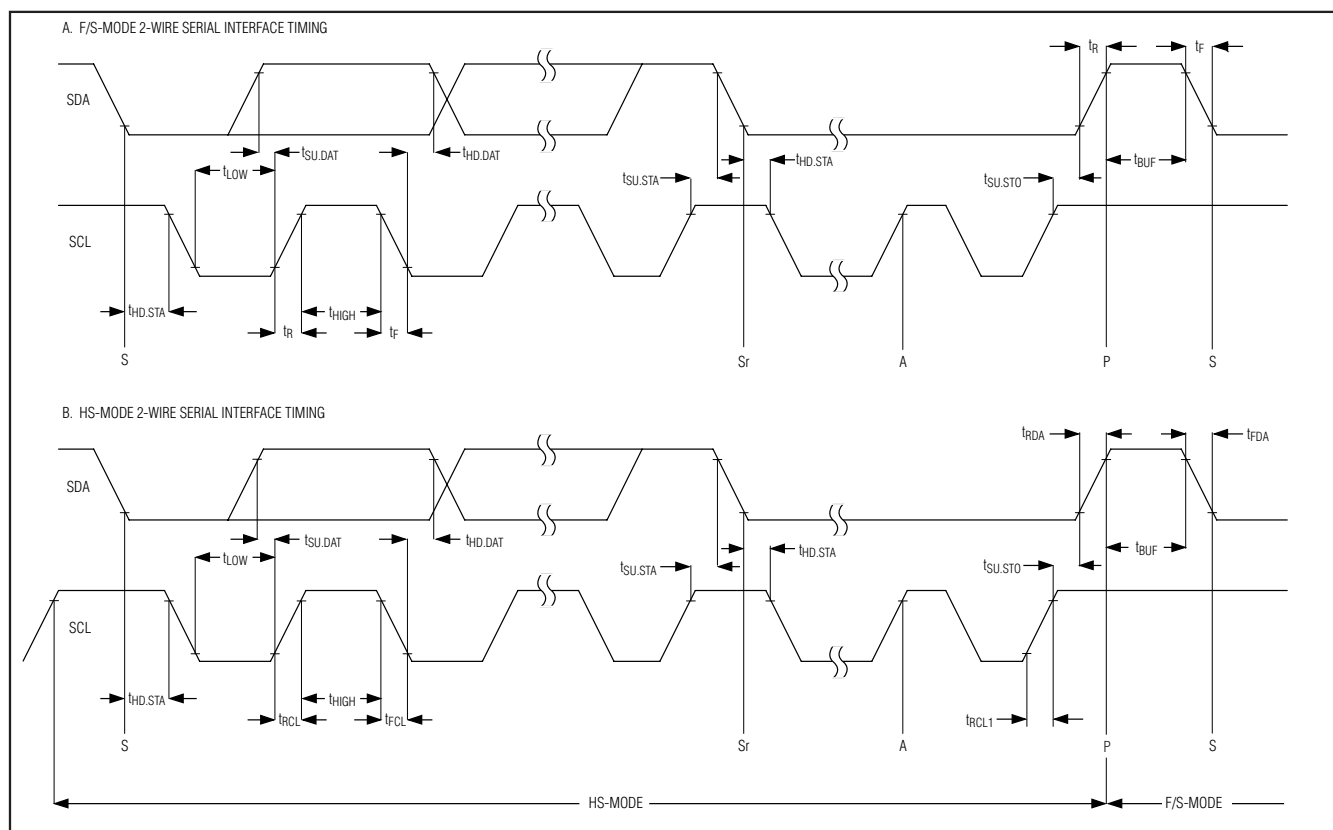 A. F/S-MODE 2-WIRE SERIAL INTERFACE TIMING
tR
tF
SDA
tSU.DAT
tHD.DAT
tHD.STA
tBUF
tLOW
tSU.STA
tSU.STO
SCL
tHD.STA
tR
tHIGH
tF
S
Sr
A
P
S
B. HS-MODE 2-WIRE SERIAL INTERFACE TIMING
tRDA
tFDA
SDA
tSU.DAT
tHD.DAT
tHD.STA
tBUF
tLOW
tSU.STA
tSU.STO
SCL
tHD.STA
tRCL
tHIGH
tFCL
tRCL1
S
Sr
A
P
S
HS-MODE
F/S-MODE